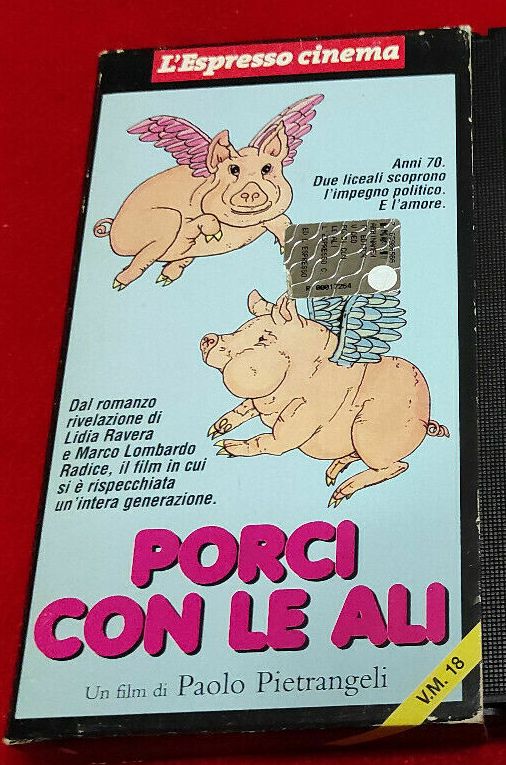 L'Espresso cinema
Anni 70.
Due liceali scoprono
l'impegno politico.
E l'amore.
00017254
Dal romanzo
rivelazione di
Lidia Ravera
e Marco Lombardo
Radice, il film in cui
si è rispecchiata
un'intera generazione.
PORCI
CON LE ALI
Un film di Paolo Pietrangeli
V.M. 18